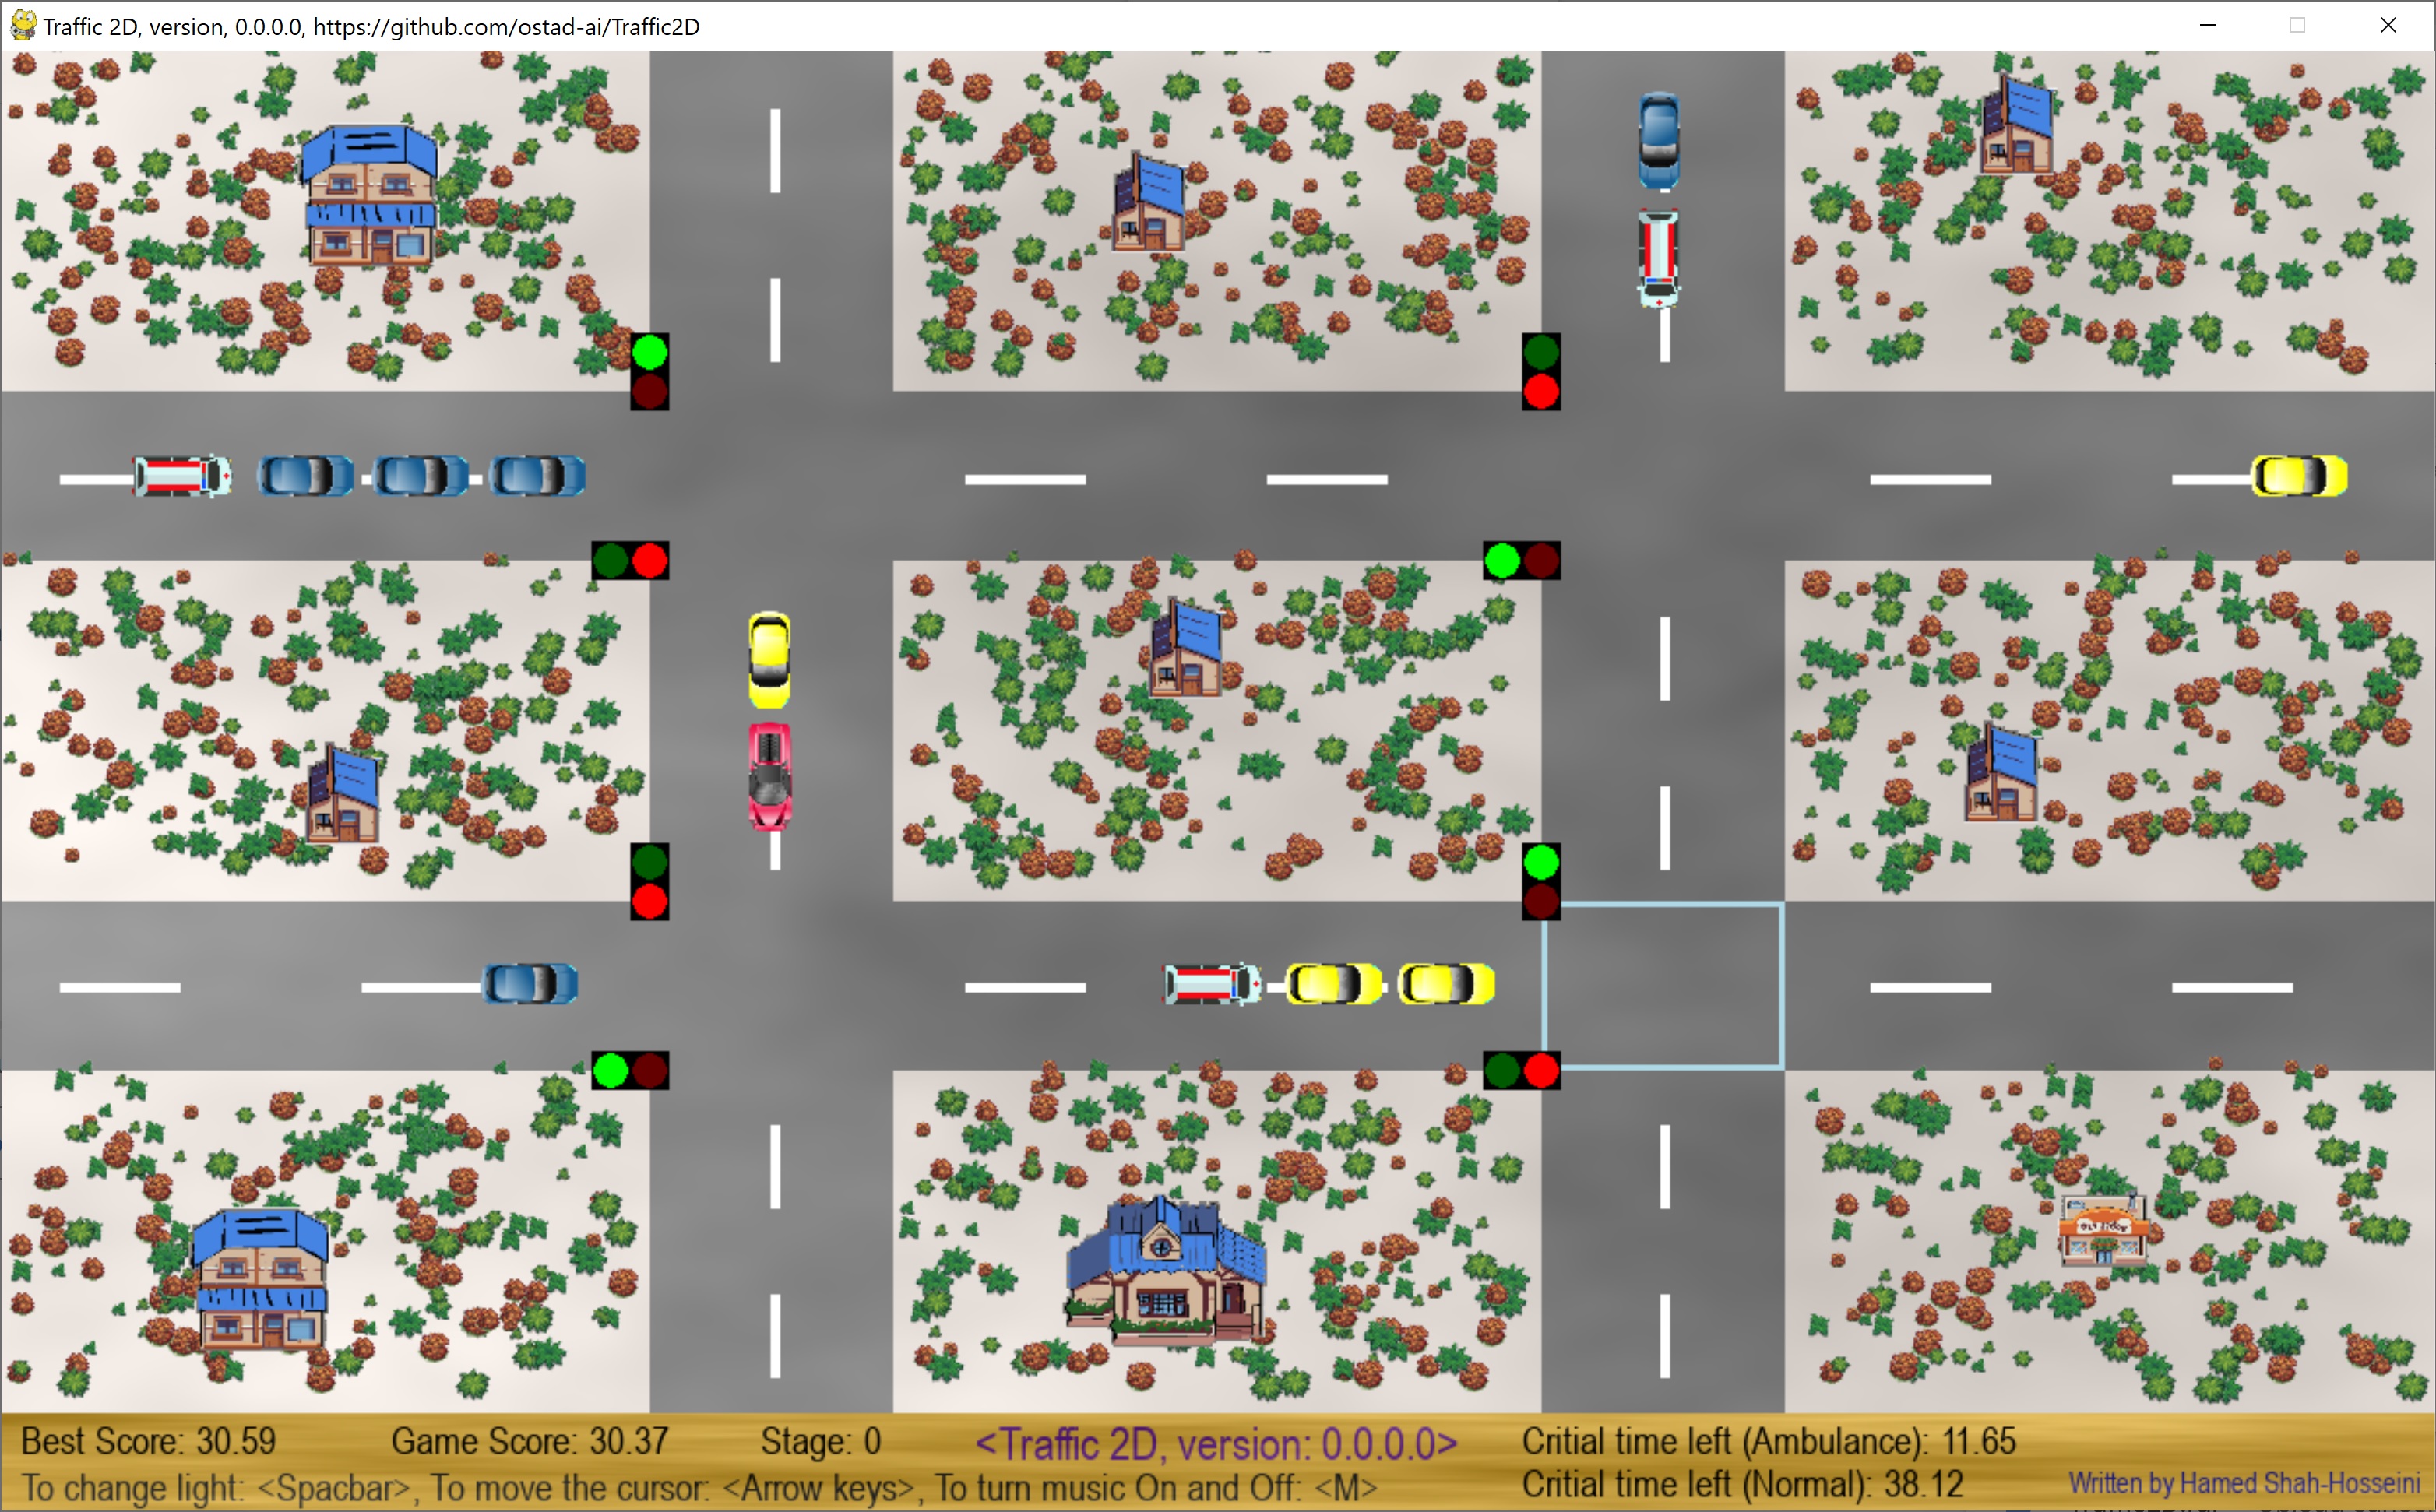 Traffic 2D, version, 0.0.0.0, https://github.com/ostad-ai/Traffic2D
Best Score: 30.59 Game Score: 30.37 Stage: 0 <Traffic 2D, version: 0.0.0.0> Critial time left (Ambulance): 11.65
To change light: <Spacbar>, To move the cursor: <Arrow keys>, To turn music On and Off: <M> Critial time left (Normal): 38.12 Written by Hamed Shah-Hosseini